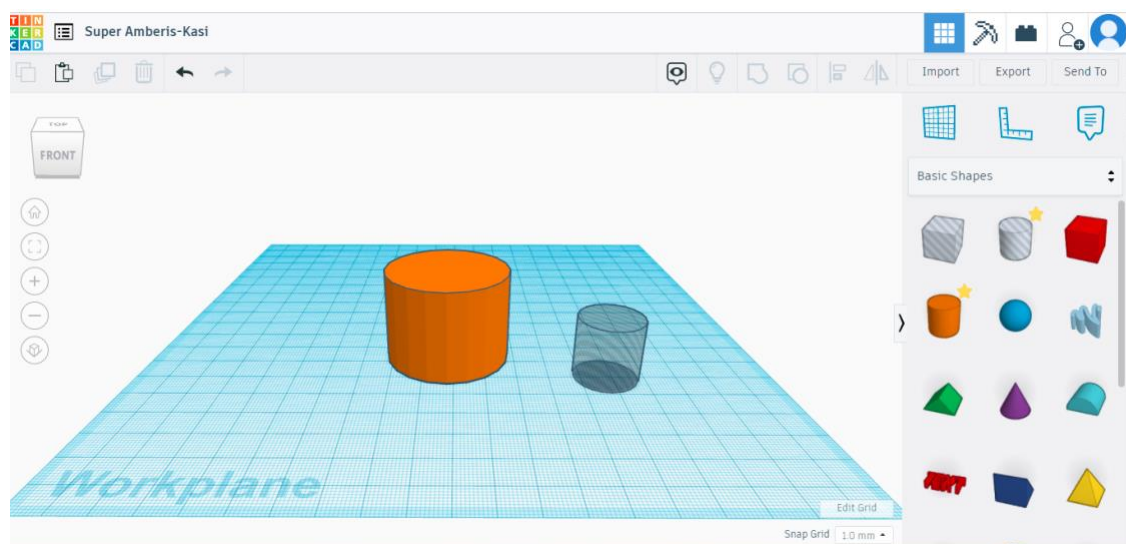 TIN
KER
CAD
Super Amberis-Kasi
Import
Export
Send To
TOP
FRONT
Basic Shapes
TEXT
Workplane
Edit Grid
Snap Grid
1.0 mm